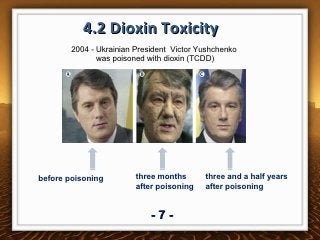 4.2 Dioxin Toxicity
2004 - Ukrainian President Victor Yushchenko
was poisoned with dioxin (TCDD)
A B C
before poisoning
three months
after poisoning
three and a half years
after poisoning
- 7 -